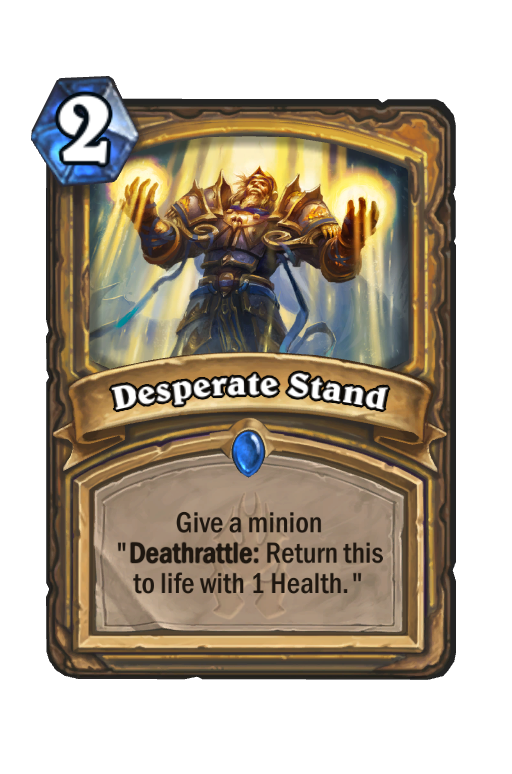 2
Desperate Stand
Give a minion
"Deathrattle: Return this
to life with 1 Health."